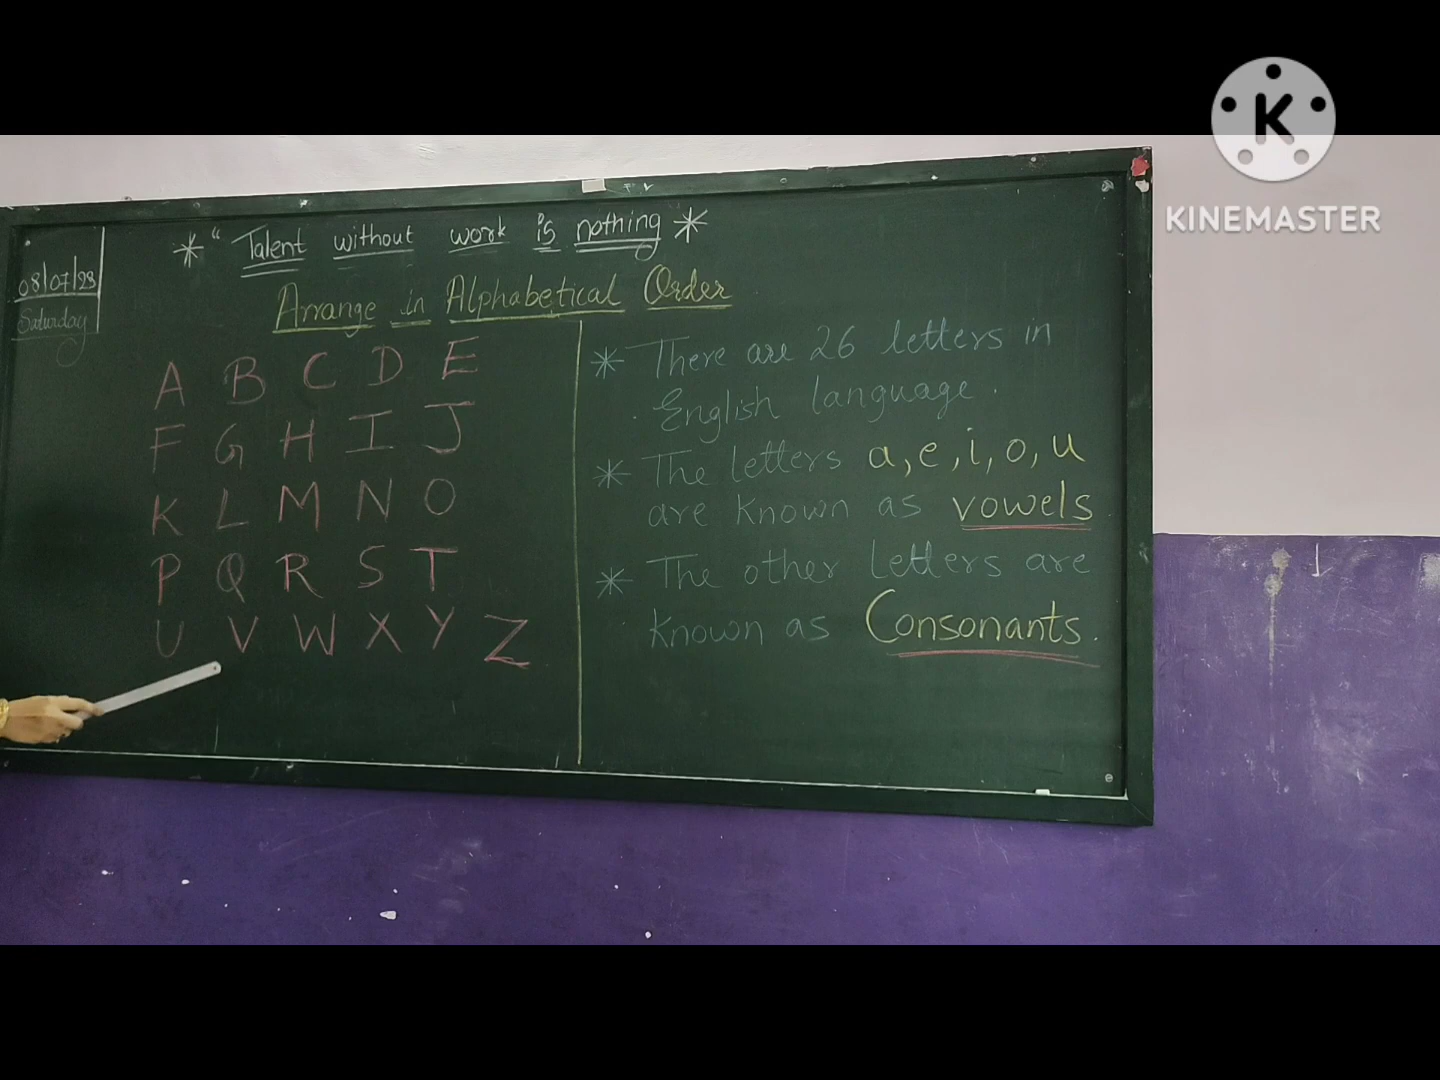 KINEMASTER
08/07/23
Saturday
* " Talent without work is nothing *
Arrange in Alphabetical Order
A B C D E
F G H I J
K L M N O
P Q R S T
U V W X Y Z
* There are 26 letters in
English language.
* The letters a, e, i, o, u
are known as vowels.
* The other letters are
known as Consonants.